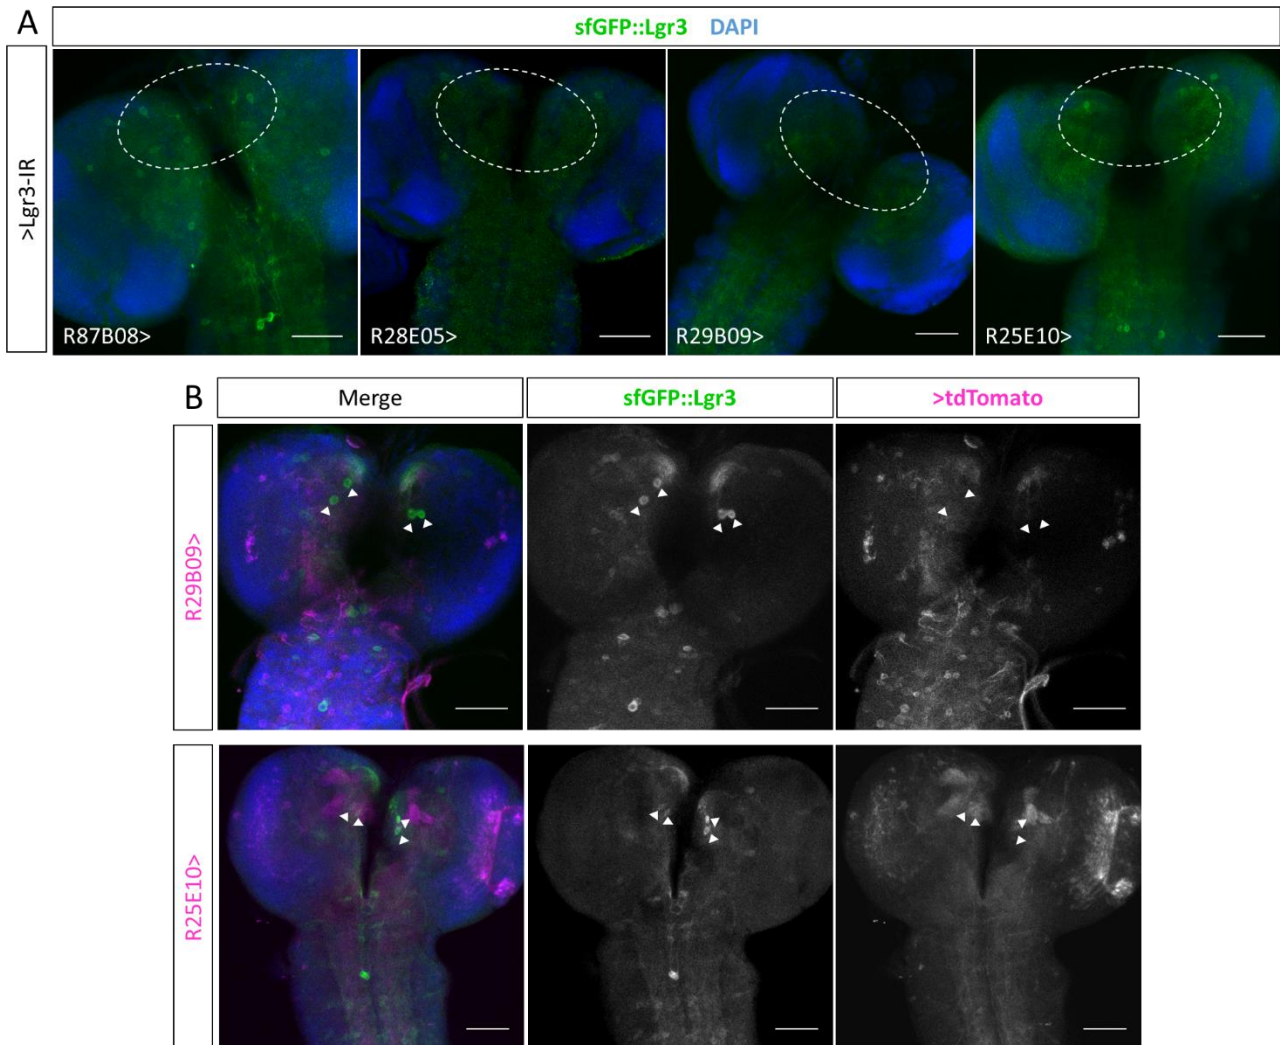 A
sfGFP::Lgr3 DAPI
>Lgr3-IR
R87B08>
R28E05>
R29B09>
R25E10>
B
Merge
sfGFP::Lgr3
>tdTomato
R29B09>
R25E10>